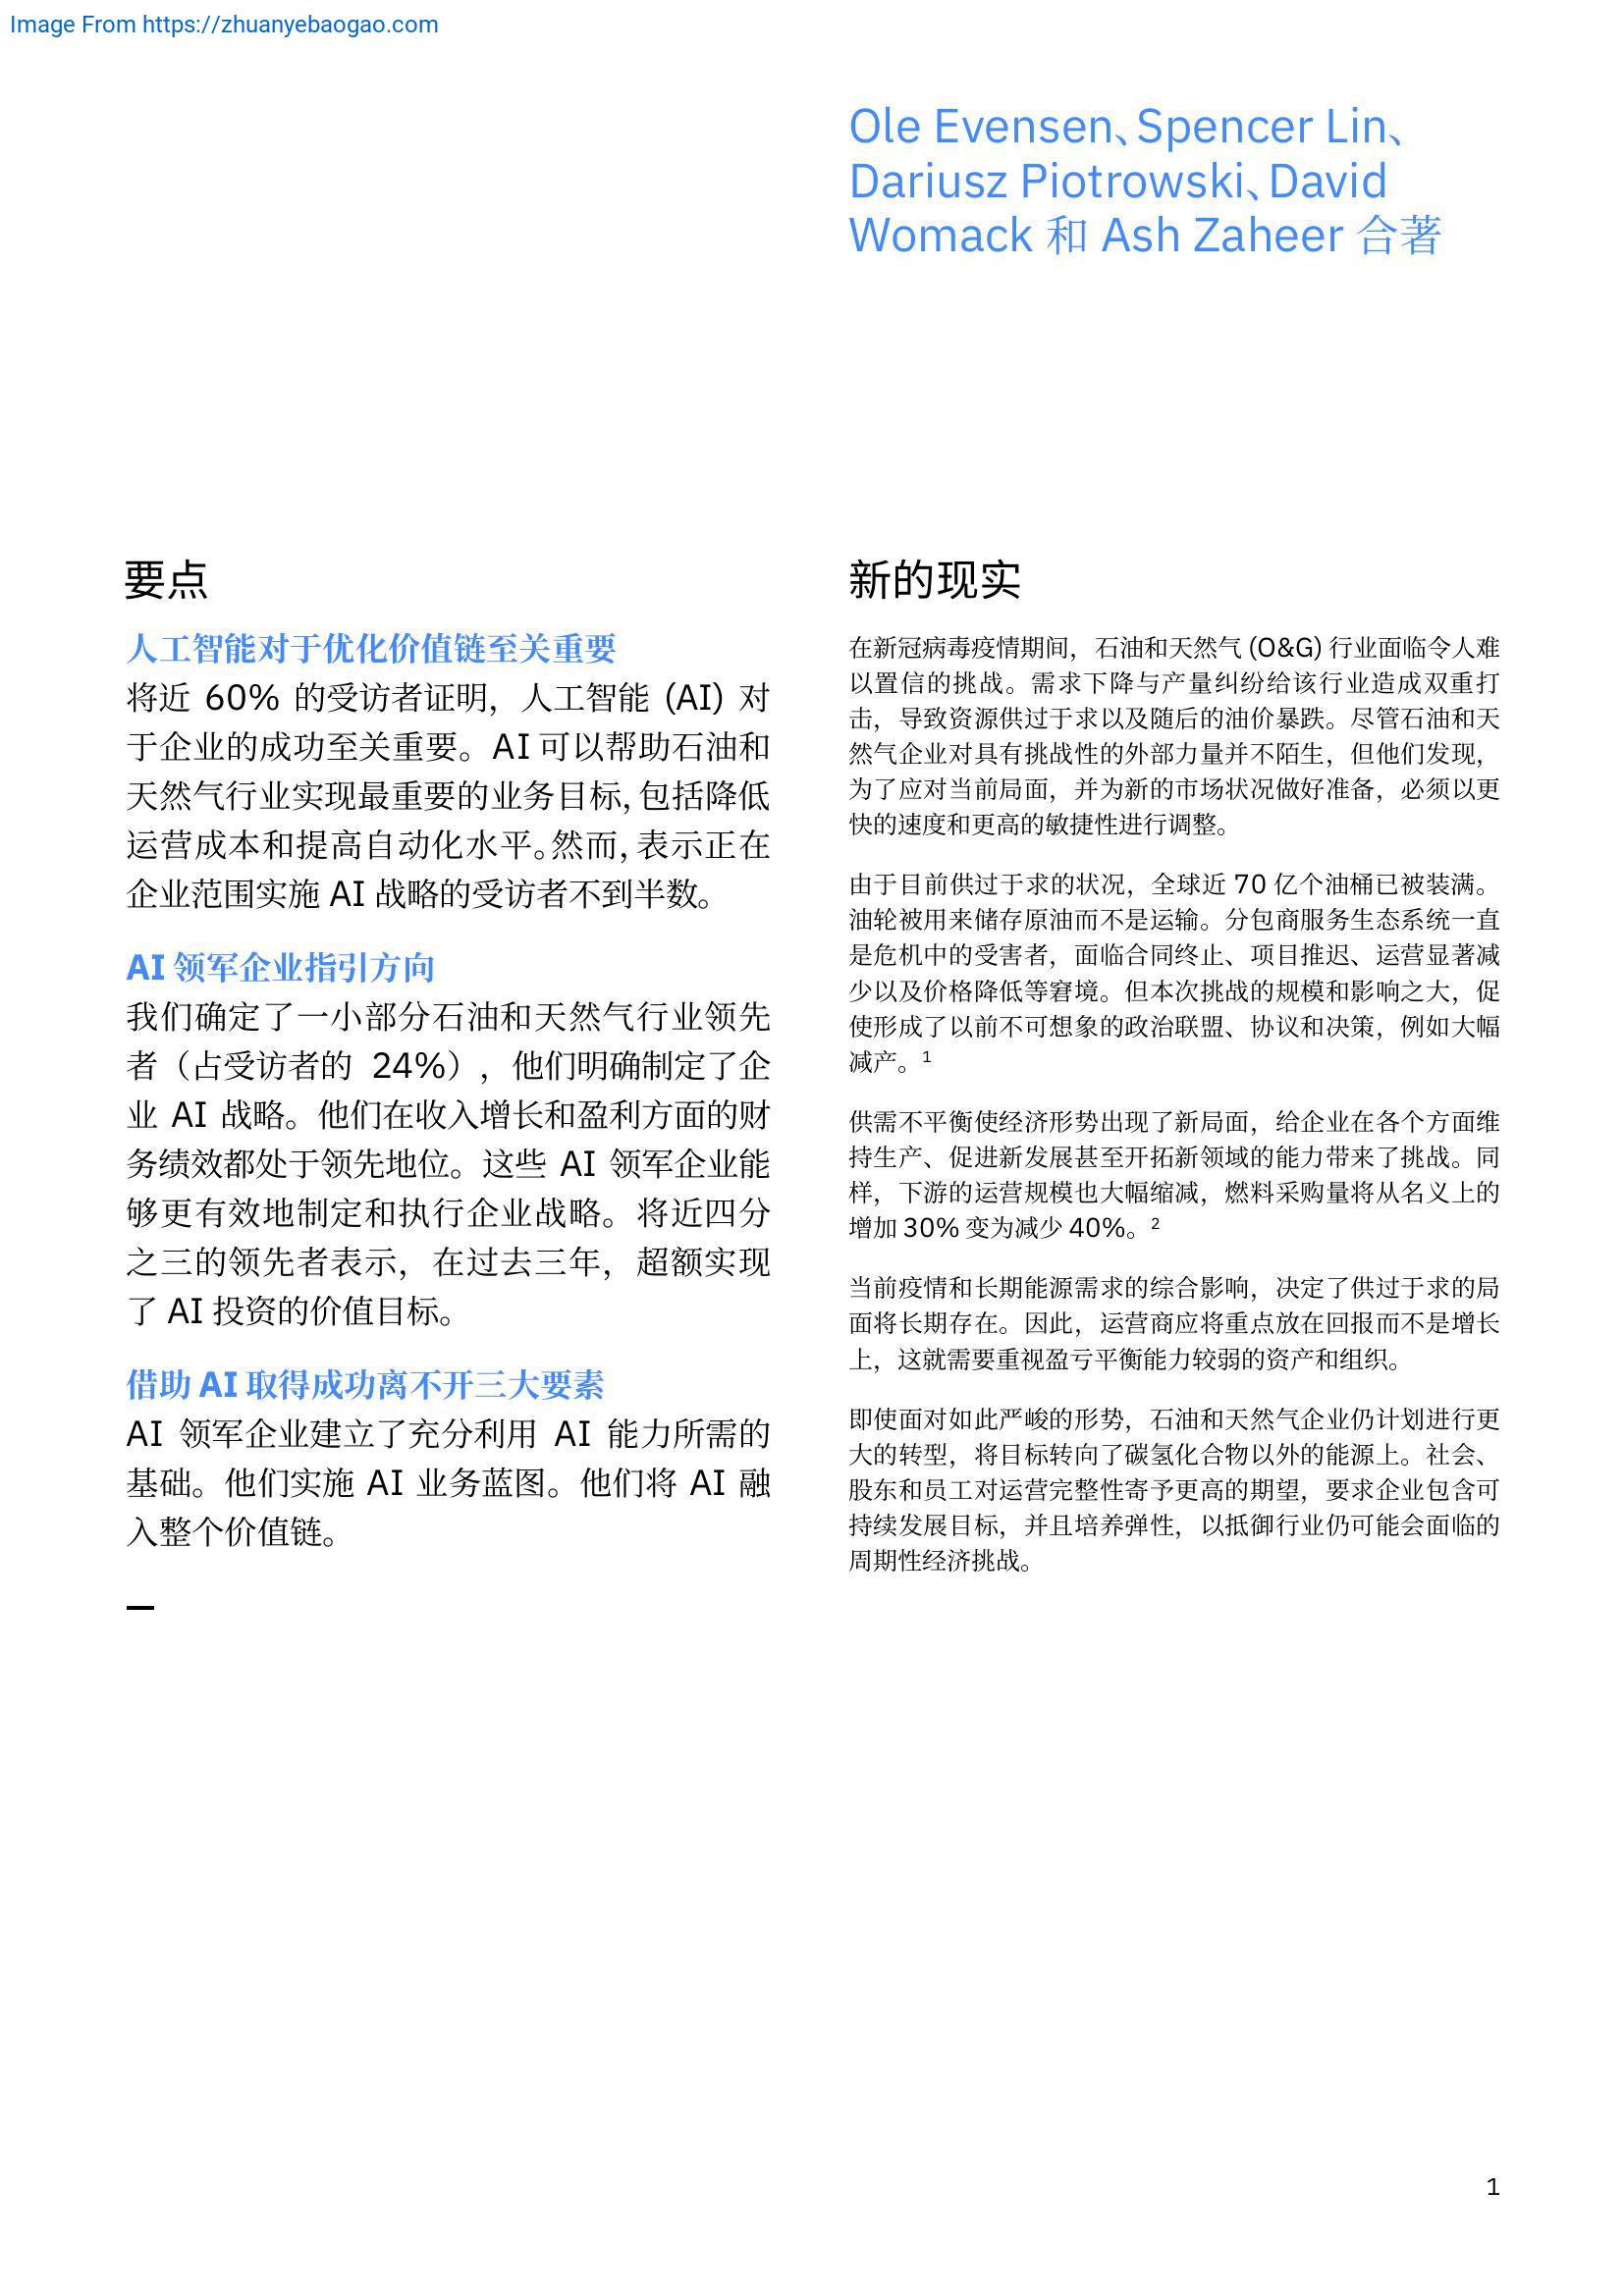 Image From https://zhuanyebaogao.com
Ole Evensen、Spencer Lin、
Dariusz Piotrowski、David
Womack 和 Ash Zaheer 合著
要点
人工智能对于优化价值链至关重要
将近 60% 的受访者证明，人工智能 (AI) 对
于企业的成功至关重要。AI 可以帮助石油和
天然气行业实现最重要的业务目标，包括降低
运营成本和提高自动化水平。然而，表示正在
企业范围实施 AI 战略的受访者不到半数。
AI 领军企业指引方向
我们确定了一小部分石油和天然气行业领先
者（占受访者的 24%），他们明确制定了企
业 AI 战略。他们在收入增长和盈利方面的财
务绩效都处于领先地位。这些 AI 领军企业能
够更有效地制定和执行企业战略。将近四分
之三的领先者表示，在过去三年，超额实现
了 AI 投资的价值目标。
借助 AI 取得成功离不开三大要素
AI 领军企业建立了充分利用 AI 能力所需的
基础。他们实施 AI 业务蓝图。他们将 AI 融
入整个价值链。
新的现实
在新冠病毒疫情期间，石油和天然气 (O&G) 行业面临令人难
以置信的挑战。需求下降与产量纠纷给该行业造成双重打
击，导致资源供过于求以及随后的油价暴跌。尽管石油和天
然气企业对具有挑战性的外部力量并不陌生，但他们发现，
为了应对当前局面，并为新的市场状况做好准备，必须以更
快的速度和更高的敏捷性进行调整。
由于目前供过于求的状况，全球近 70 亿个油桶已被装满。
油轮被用来储存原油而不是运输。分包商服务生态系统一直
是危机中的受害者，面临合同终止、项目推迟、运营显著减
少以及价格降低等窘境。但本次挑战的规模和影响之大，促
使形成了以前不可想象的政治联盟、协议和决策，例如大幅
减产。1
供需不平衡使经济形势出现了新局面，给企业在各个方面维
持生产、促进新发展甚至开拓新领域的能力带来了挑战。同
样，下游的运营规模也大幅缩减，燃料采购量将从名义上的
增加 30% 变为减少 40%。2
当前疫情和长期能源需求的综合影响，决定了供过于求的局
面将长期存在。因此，运营商应将重点放在回报而不是增长
上，这就需要重视盈亏平衡能力较弱的资产和组织。
即使面对如此严峻的形势，石油和天然气企业仍计划进行更
大的转型，将目标转向了碳氢化合物以外的能源上。社会、
股东和员工对运营完整性寄予更高的期望，要求企业包含可
持续发展目标，并且培养弹性，以抵御行业仍可能会面临的
周期性经济挑战。
1